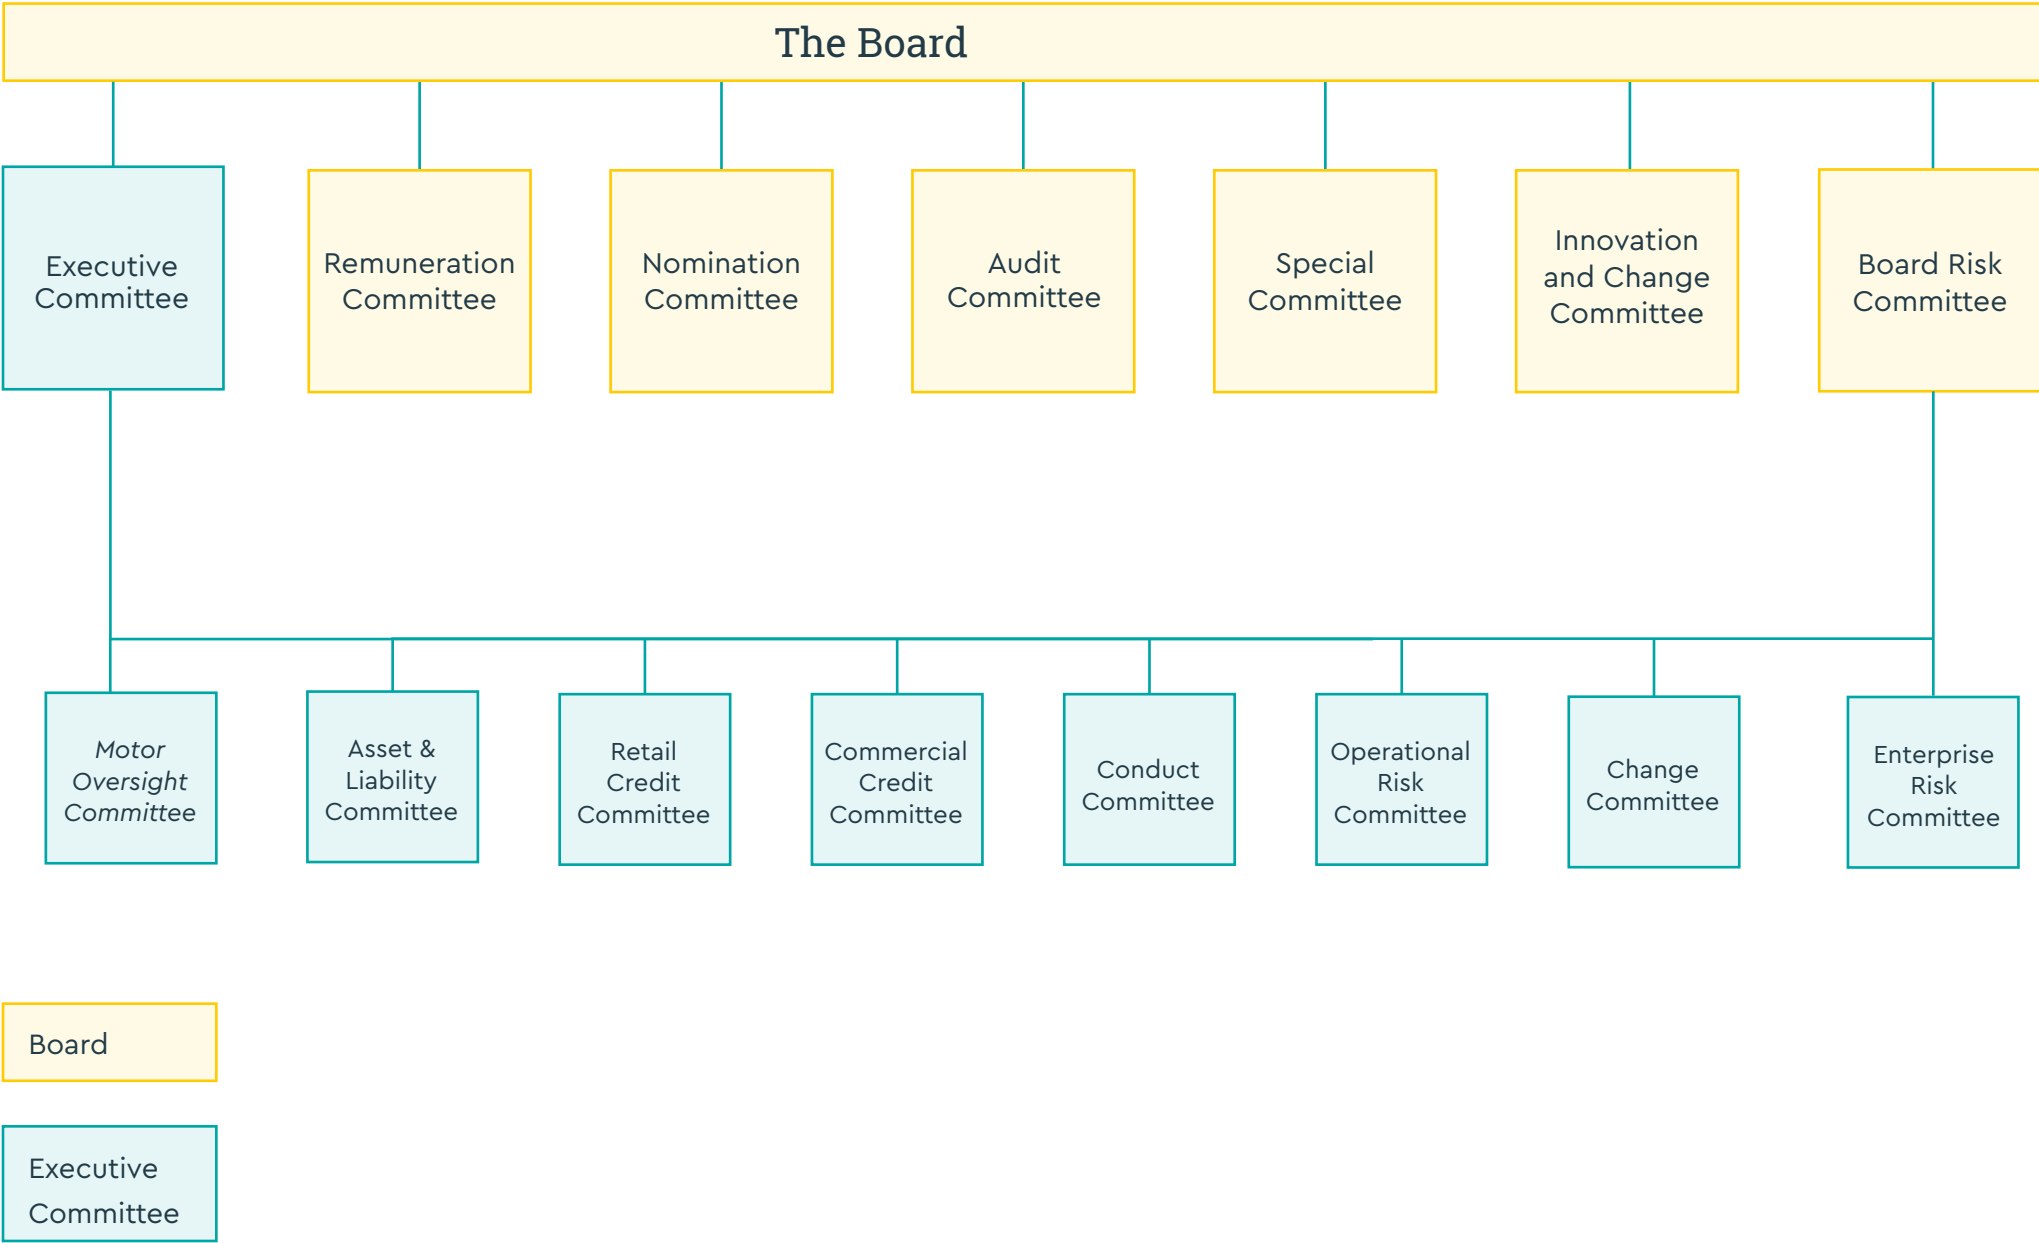 The Board
Executive
Committee
Remuneration
Committee
Nomination
Committee
Audit
Committee
Special
Committee
Innovation
and Change
Committee
Board Risk
Committee
Motor
Oversight
Committee
Asset &
Liability
Committee
Retail
Credit
Committee
Commercial
Credit
Committee
Conduct
Committee
Operational
Risk
Committee
Change
Committee
Enterprise
Risk
Committee
Board
Executive
Committee